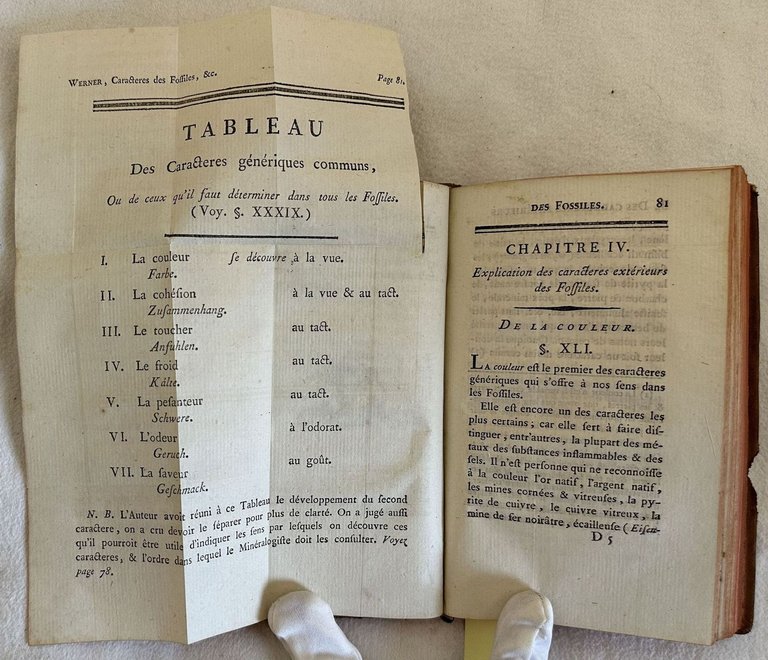 WERNER, Caracteres des Fossiles, &c. Page 81.
TABLEAU
Des Caracteres génériques communs,
Ou de ceux qu'il faut déterminer dans tous les Fossiles.
(Voy. §. XXXIX.)
I. La couleur se découvre à la vue.
Farbe.
II. La cohésion à la vue & au tact.
Zusammenhang.
III. Le toucher au tact.
Anfuhlen.
IV. Le froid au tact.
Kälte.
V. La pesanteur au tact.
Schwere.
VI. L'odeur à l'odorat.
Geruch.
VII. La saveur au goût.
Geschmack.
N. B. L'Auteur avoit réuni à ce Tableau le développement du second
caractere, on a cru devoir le séparer pour plus de clarté. On a jugé aussi
qu'il pourroit être utile d'indiquer les sens par lesquels on découvre ces
caracteres, & l'ordre dans lequel le Minéralogiste doit les consulter. Voyez
page 78.
DES FOSSILES. 81
CHAPITRE IV.
Explication des caracteres extérieurs
des Fossiles.
DE LA COULEUR.
§. XLI.
LA couleur est le premier des caracteres
génériques qui s'offre à nos sens dans
les Fossiles.
Elle est encore un des caracteres les
plus certains; car elle sert à faire dis-
tinguer, entr'autres, la plupart des mé-
taux des substances inflammables & des
sels. Il n'est personne qui ne reconnoisse
à la couleur l'or natif, l'argent natif,
les mines cornées & vitreuses, la py-
rite de cuivre, le cuivre vitreux, la
mine de fer noirâtre, écailleuse (Eisen-
D 5